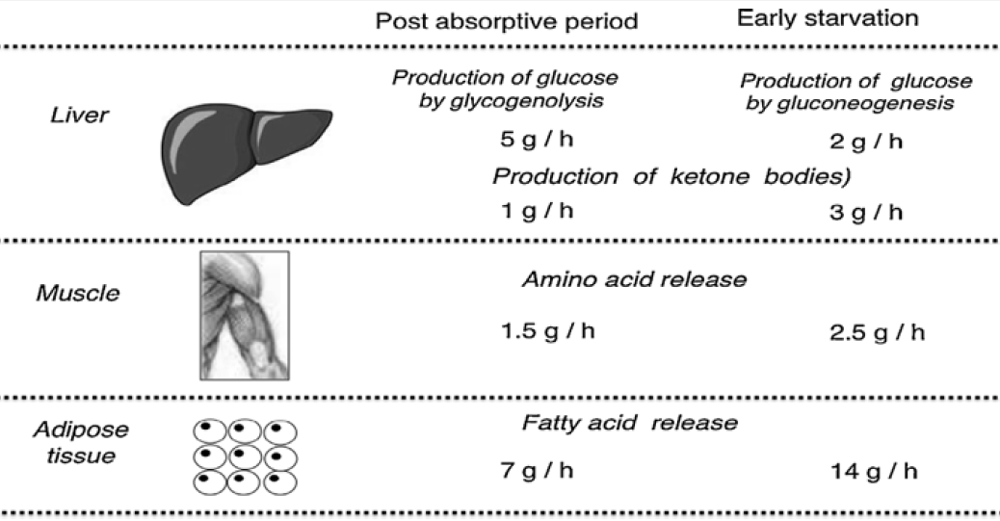 Post absorptive period
Early starvation
Liver
Production of glucose
by glycogenolysis
5 g / h
Production of glucose
by gluconeogenesis
2 g / h
Production of ketone bodies)
1 g / h
3 g / h
Muscle
Amino acid release
1.5 g / h
2.5 g / h
Adipose
tissue
Fatty acid release
7 g / h
14 g / h